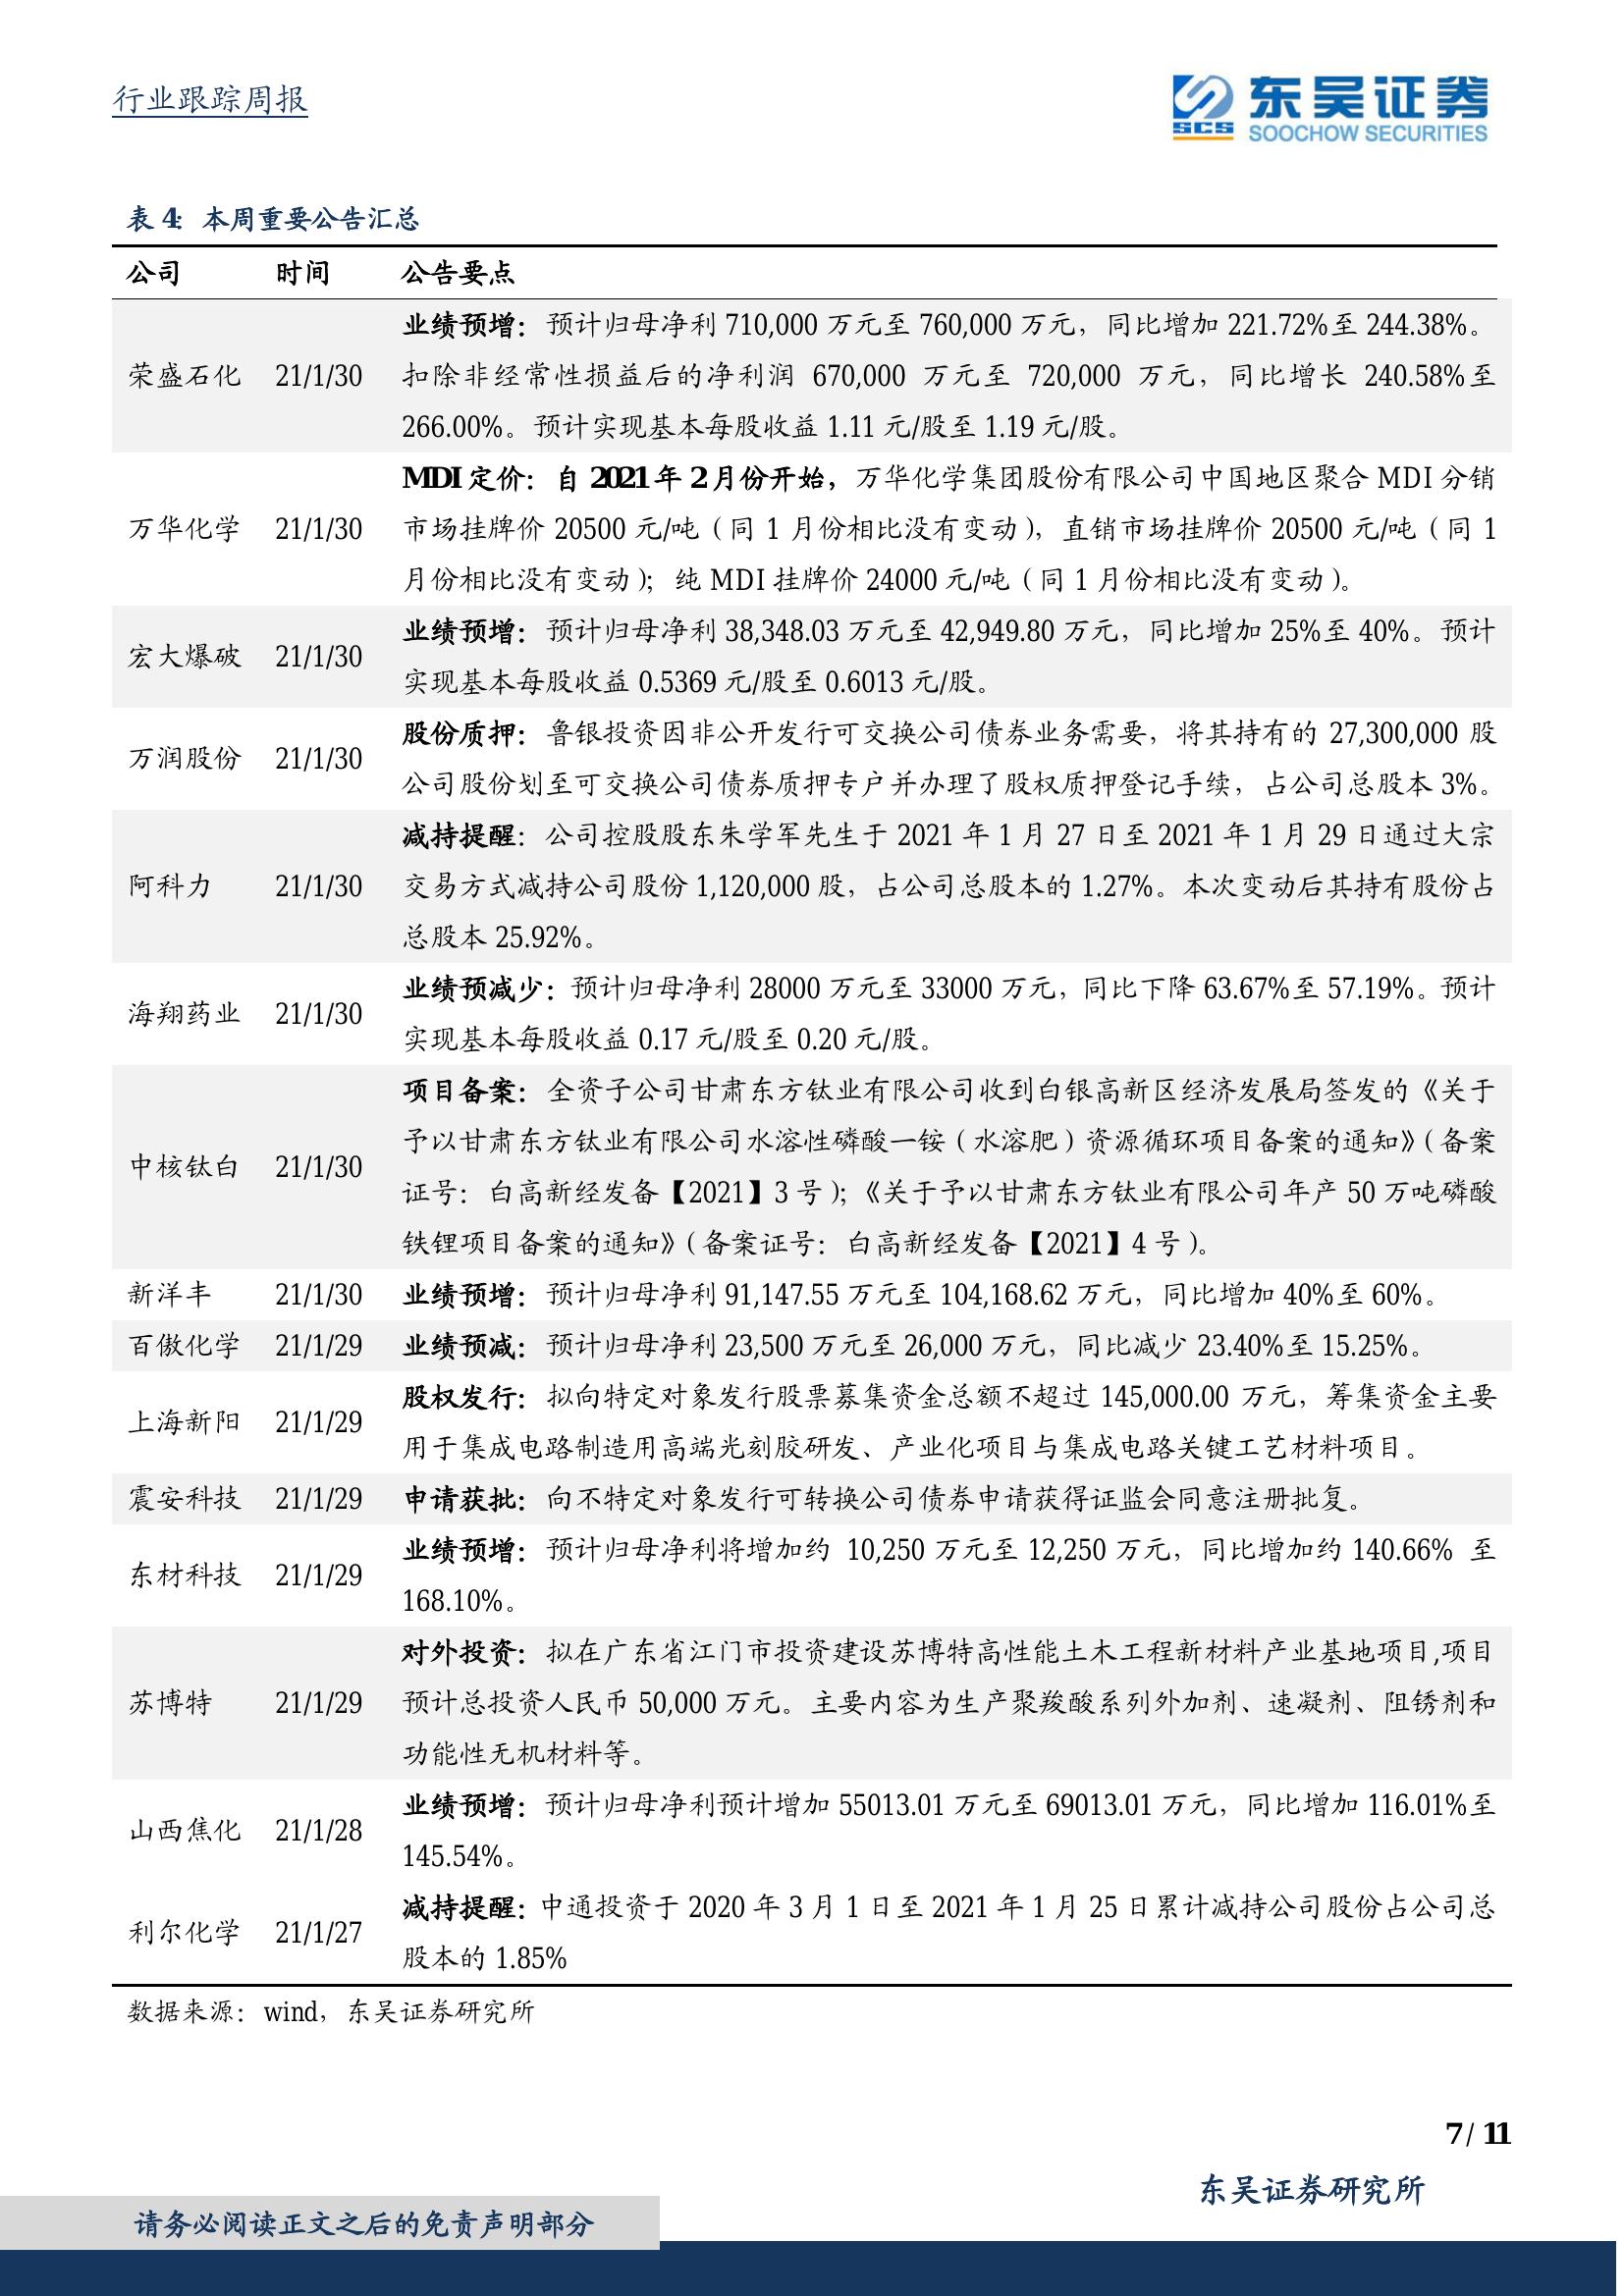 行业跟踪周报
SCS
东吴证券
SOOCHOW SECURITIES
表 4: 本周重要公告汇总
公司 时间 公告要点
业绩预增：预计归母净利 710,000 万元至 760,000 万元，同比增加 221.72%至 244.38%。
荣盛石化 21/1/30 扣除非经常性损益后的净利润 670,000 万元至 720,000 万元，同比增长 240.58%至
266.00%。预计实现基本每股收益 1.11 元/股至 1.19 元/股。
MDI 定价：自 2021 年 2 月份开始，万华化学集团股份有限公司中国地区聚合 MDI 分销
万华化学 21/1/30 市场挂牌价 20500 元/吨（同 1 月份相比没有变动），直销市场挂牌价 20500 元/吨（同 1
月份相比没有变动）；纯 MDI 挂牌价 24000 元/吨（同 1 月份相比没有变动）。
业绩预增：预计归母净利 38,348.03 万元至 42,949.80 万元，同比增加 25%至 40%。预计
宏大爆破 21/1/30
实现基本每股收益 0.5369 元/股至 0.6013 元/股。
股份质押：鲁银投资因非公开发行可交换公司债券业务需要，将其持有的 27,300,000 股
万润股份 21/1/30
公司股份划至可交换公司债券质押专户并办理了股权质押登记手续，占公司总股本 3%。
减持提醒：公司控股股东朱学军先生于 2021 年 1 月 27 日至 2021 年 1 月 29 日通过大宗
阿科力 21/1/30 交易方式减持公司股份 1,120,000 股，占公司总股本的 1.27%。本次变动后其持有股份占
总股本 25.92%。
业绩预减少：预计归母净利 28000 万元至 33000 万元，同比下降 63.67%至 57.19%。预计
海翔药业 21/1/30
实现基本每股收益 0.17 元/股至 0.20 元/股。
项目备案：全资子公司甘肃东方钛业有限公司收到白银高新区经济发展局签发的《关于
予以甘肃东方钛业有限公司水溶性磷酸一铵（水溶肥）资源循环项目备案的通知》（备案
中核钛白 21/1/30
证号：白高新经发备【2021】3 号）；《关于予以甘肃东方钛业有限公司年产 50 万吨磷酸
铁锂项目备案的通知》（备案证号：白高新经发备【2021】4 号）。
新洋丰 21/1/30 业绩预增：预计归母净利 91,147.55 万元至 104,168.62 万元，同比增加 40%至 60%。
百傲化学 21/1/29 业绩预减：预计归母净利 23,500 万元至 26,000 万元，同比减少 23.40%至 15.25%。
股权发行：拟向特定对象发行股票募集资金总额不超过 145,000.00 万元，筹集资金主要
上海新阳 21/1/29
用于集成电路制造用高端光刻胶研发、产业化项目与集成电路关键工艺材料项目。
震安科技 21/1/29 申请获批：向不特定对象发行可转换公司债券申请获得证监会同意注册批复。
业绩预增：预计归母净利将增加约 10,250 万元至 12,250 万元，同比增加约 140.66% 至
东材科技 21/1/29
168.10%。
对外投资：拟在广东省江门市投资建设苏博特高性能土木工程新材料产业基地项目,项目
苏博特 21/1/29 预计总投资人民币 50,000 万元。主要内容为生产聚羧酸系列外加剂、速凝剂、阻锈剂和
功能性无机材料等。
业绩预增：预计归母净利预计增加 55013.01 万元至 69013.01 万元，同比增加 116.01%至
山西焦化 21/1/28
145.54%。
减持提醒：中通投资于 2020 年 3 月 1 日至 2021 年 1 月 25 日累计减持公司股份占公司总
利尔化学 21/1/27
股本的 1.85%
数据来源：wind，东吴证券研究所
7 / 11
东吴证券研究所
请务必阅读正文之后的免责声明部分